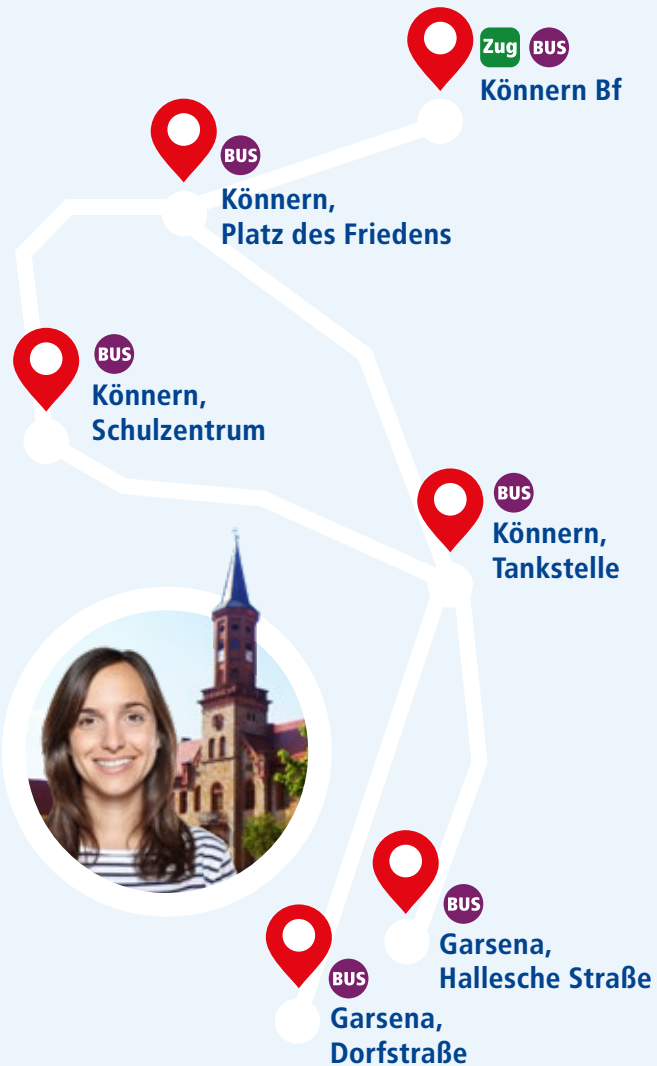 Zug BUS
Könnern Bf
BUS
Könnern,
Platz des Friedens
BUS
Könnern,
Schulzentrum
BUS
Könnern,
Tankstelle
BUS
Garsena,
Hallesche Straße
BUS
Garsena,
Dorfstraße